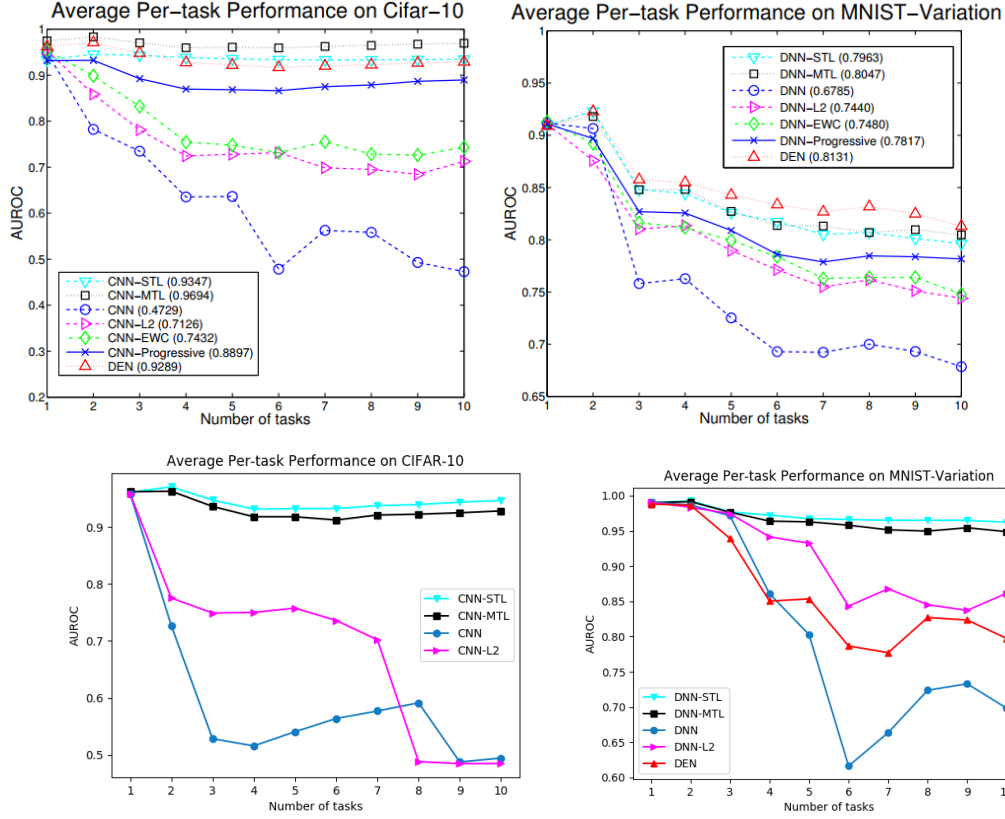 Average Per-task Performance on Cifar-10
AUROC
1
0.9
0.8
0.7
0.6
0.5
0.4
0.3
0.2
CNN-STL (0.9347)
CNN-MTL (0.9694)
CNN (0.4729)
CNN-L2 (0.7126)
CNN-EWC (0.7432)
CNN-Progressive (0.8897)
DEN (0.9289)
1 2 3 4 5 6 7 8 9 10
Number of tasks
Average Per-task Performance on MNIST-Variation
AUROC
1
0.95
0.9
0.85
0.8
0.75
0.7
0.65
DNN-STL (0.7963)
DNN-MTL (0.8047)
DNN (0.6785)
DNN-L2 (0.7440)
DNN-EWC (0.7480)
DNN-Progressive (0.7817)
DEN (0.8131)
1 2 3 4 5 6 7 8 9 10
Number of tasks
Average Per-task Performance on CIFAR-10
AUROC
0.9
0.8
0.7
0.6
0.5
CNN-STL
CNN-MTL
CNN
CNN-L2
1 2 3 4 5 6 7 8 9 10
Number of tasks
Average Per-task Performance on MNIST-Variation
AUROC
1.00
0.95
0.90
0.85
0.80
0.75
0.70
0.65
0.60
DNN-STL
DNN-MTL
DNN
DNN-L2
DEN
1 2 3 4 5 6 7 8 9
Number of tasks